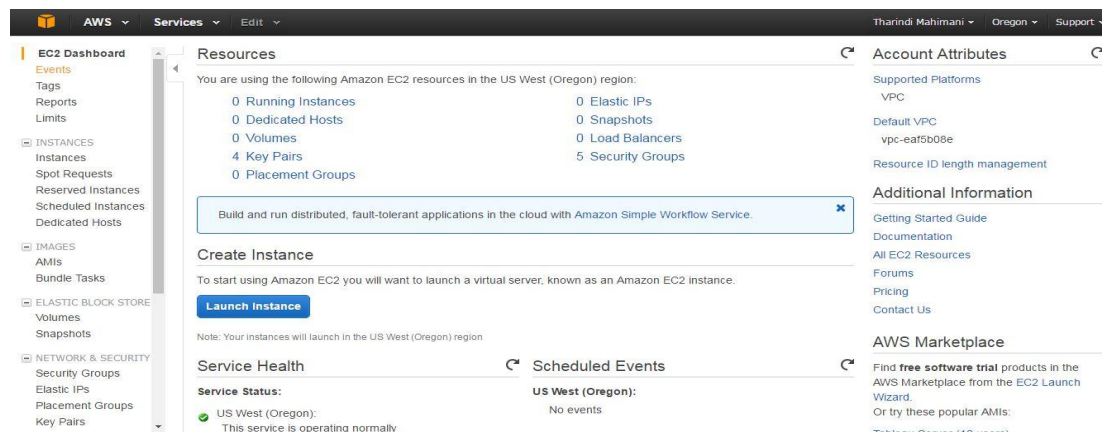 AWS Services Edit Tharindi Mahimani Oregon Support
EC2 Dashboard
Events
Tags
Reports
Limits
INSTANCES
Instances
Spot Requests
Reserved Instances
Scheduled Instances
Dedicated Hosts
IMAGES
AMIs
Bundle Tasks
ELASTIC BLOCK STORE
Volumes
Snapshots
NETWORK & SECURITY
Security Groups
Elastic IPs
Placement Groups
Key Pairs
Resources
You are using the following Amazon EC2 resources in the US West (Oregon) region:
0 Running Instances
0 Dedicated Hosts
0 Volumes
4 Key Pairs
0 Placement Groups
0 Elastic IPs
0 Snapshots
0 Load Balancers
5 Security Groups
Build and run distributed, fault-tolerant applications in the cloud with Amazon Simple Workflow Service.
Create Instance
To start using Amazon EC2 you will want to launch a virtual server, known as an Amazon EC2 instance.
Launch Instance
Note: Your instances will launch in the US West (Oregon) region
Service Health
Service Status:
US West (Oregon):
This service is operating normally
Scheduled Events
US West (Oregon):
No events
Account Attributes
Supported Platforms
VPC
Default VPC
vpc-eaf5b08e
Resource ID length management
Additional Information
Getting Started Guide
Documentation
All EC2 Resources
Forums
Pricing
Contact Us
AWS Marketplace
Find free software trial products in the
AWS Marketplace from the EC2 Launch
Wizard.
Or try these popular AMIs:
Tableau Server (10 users)